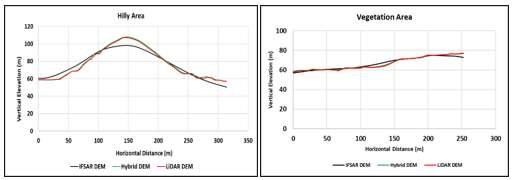 Hilly Area
Vertical Elevation (m)
120
100
80
60
40
20
0
0 50 100 150 200 250 300 350
Horizontal Distance (m)
IFSAR DEM Hybrid DEM LiDAR DEM
Vegetation Area
Vertical Elevation (m)
100
80
60
40
20
0
0 50 100 150 200 250 300
Horizontal Distance (m)
IFSAR DEM Hybrid DEM LiDAR DEM